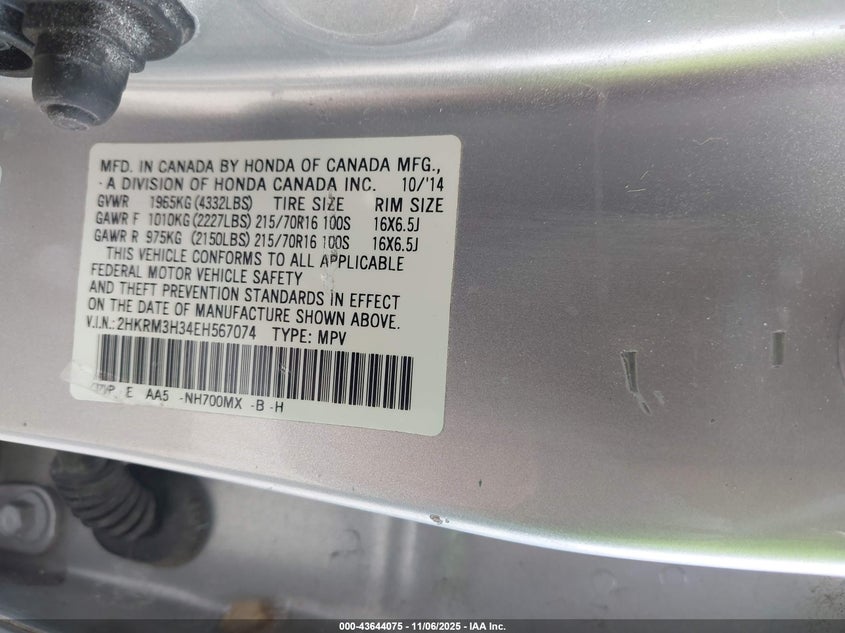 MFD. IN CANADA BY HONDA OF CANADA MFG.,
A DIVISION OF HONDA CANADA INC. 10/'14
GVWR 1965KG (4332LBS) TIRE SIZE RIM SIZE
GAWR F 1010KG (2227LBS) 215/70R16 100S 16X6.5J
GAWR R 975KG (2150LBS) 215/70R16 100S 16X6.5J
THIS VEHICLE CONFORMS TO ALL APPLICABLE
FEDERAL MOTOR VEHICLE SAFETY
AND THEFT PREVENTION STANDARDS IN EFFECT
ON THE DATE OF MANUFACTURE SHOWN ABOVE.
V.I.N.: 2HKRM3H34EH567074 TYPE: MPV
E AA5 -NH700MX -B -H
000-43644075 - 11/06/2025 - IAA Inc.